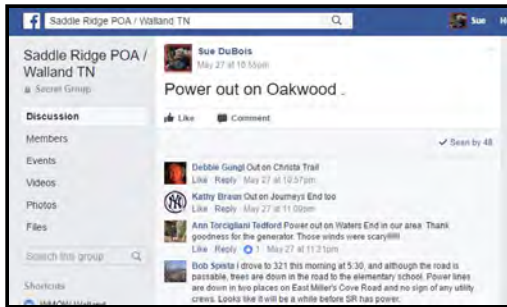 f Saddle Ridge POA / Walland TN
Sue
Saddle Ridge POA /
Walland TN
Secret Group
Discussion
Members
Events
Videos
Photos
Files
Search this group
Shortcuts
Sue DuBois
May 27 at 10:55pm
Power out on Oakwood .
Like Comment
✓ Seen by 48
Debbie Gungl Out on Christa Trail
Like Reply May 27 at 10:57pm
Kathy Braun Out on Journeys End too
Like Reply May 27 at 11:09pm
Ann Torcigliani Tedford Power out on Waters End in our area. Thank
goodness for the generator. Those winds were scary!!!!!
Like Reply 1 May 27 at 11:21pm
Bob Spista I drove to 321 this morning at 5:30, and although the road is
passable, trees are down in the road to the elementary school. Power lines
are down in two places on East Miller's Cove Road and no sign of any utility
crews. Looks like it will be a while before SR has power.